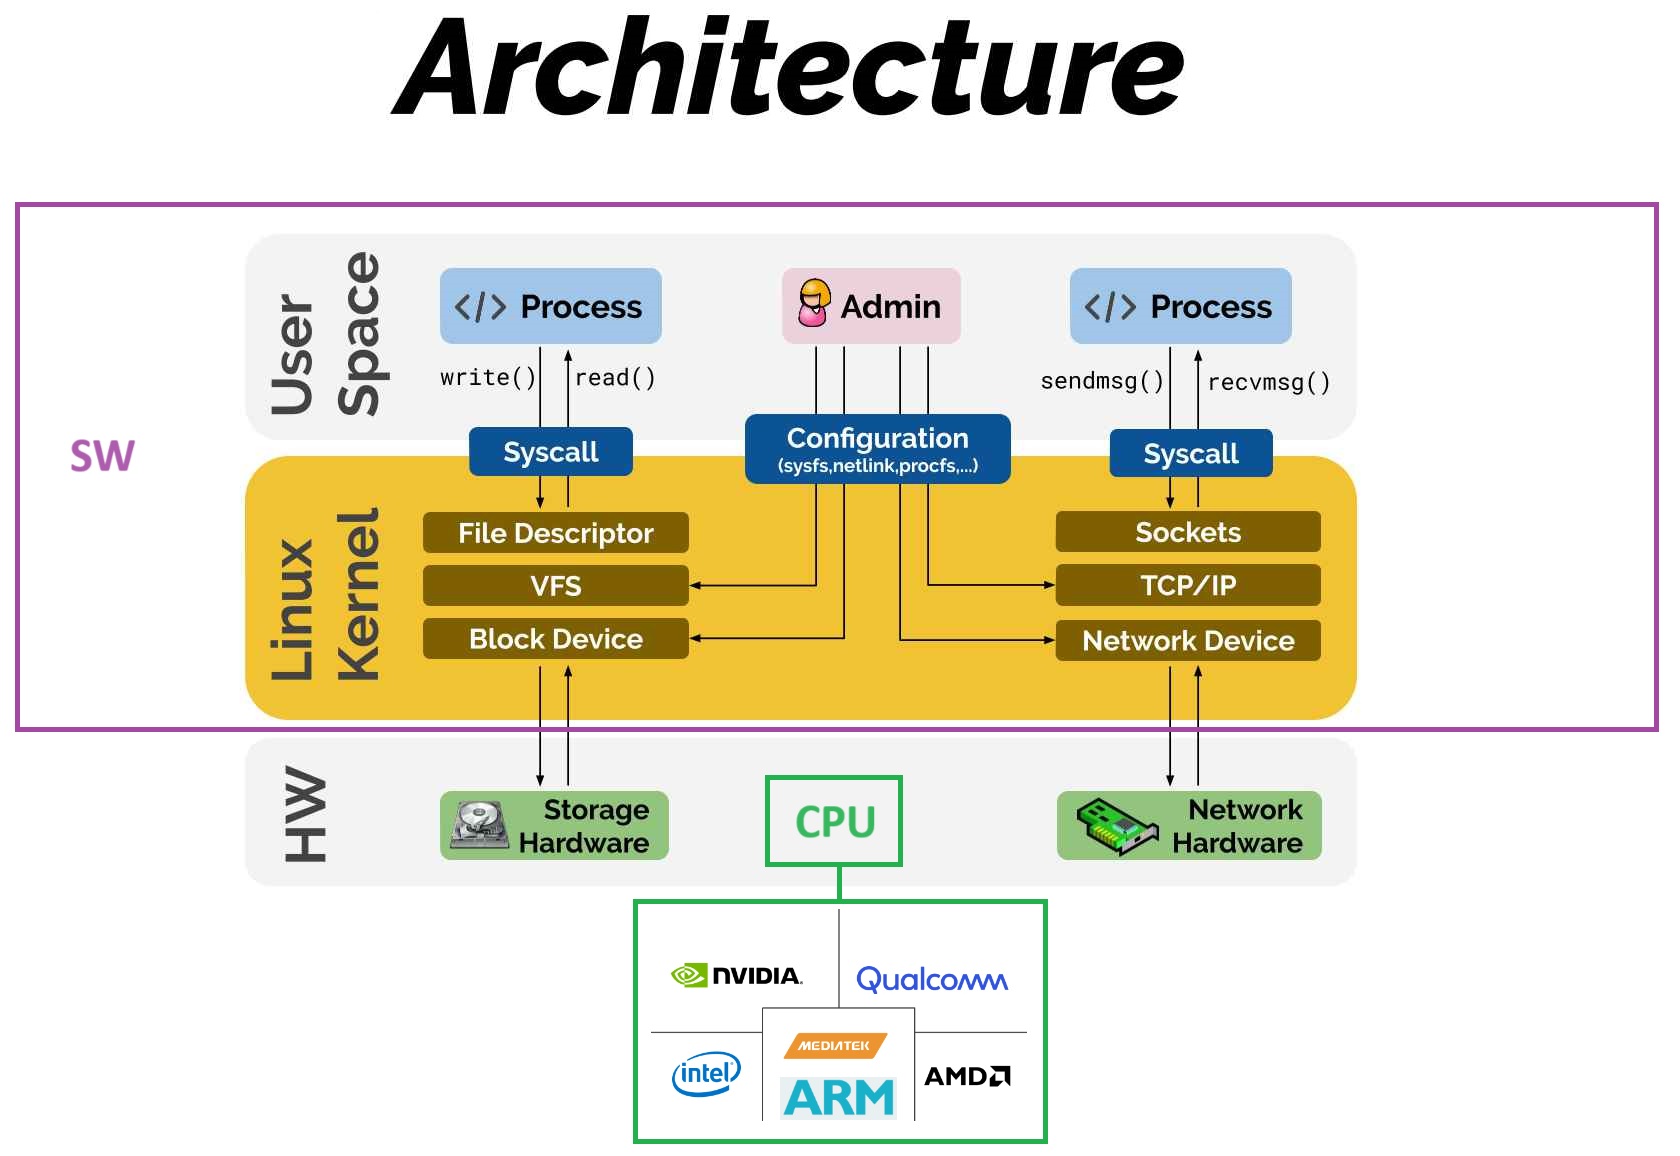 Architecture
SW
User
Space
</> Process
Admin
</> Process
write()
read()
sendmsg()
recvmsg()
Syscall
Configuration
(sysfs,netlink,procfs,...)
Syscall
Linux
Kernel
File Descriptor
VFS
Block Device
Sockets
TCP/IP
Network Device
HW
Storage
Hardware
CPU
Network
Hardware
NVIDIA
Qualcomm
MEDIATEK
intel
ARM
AMD